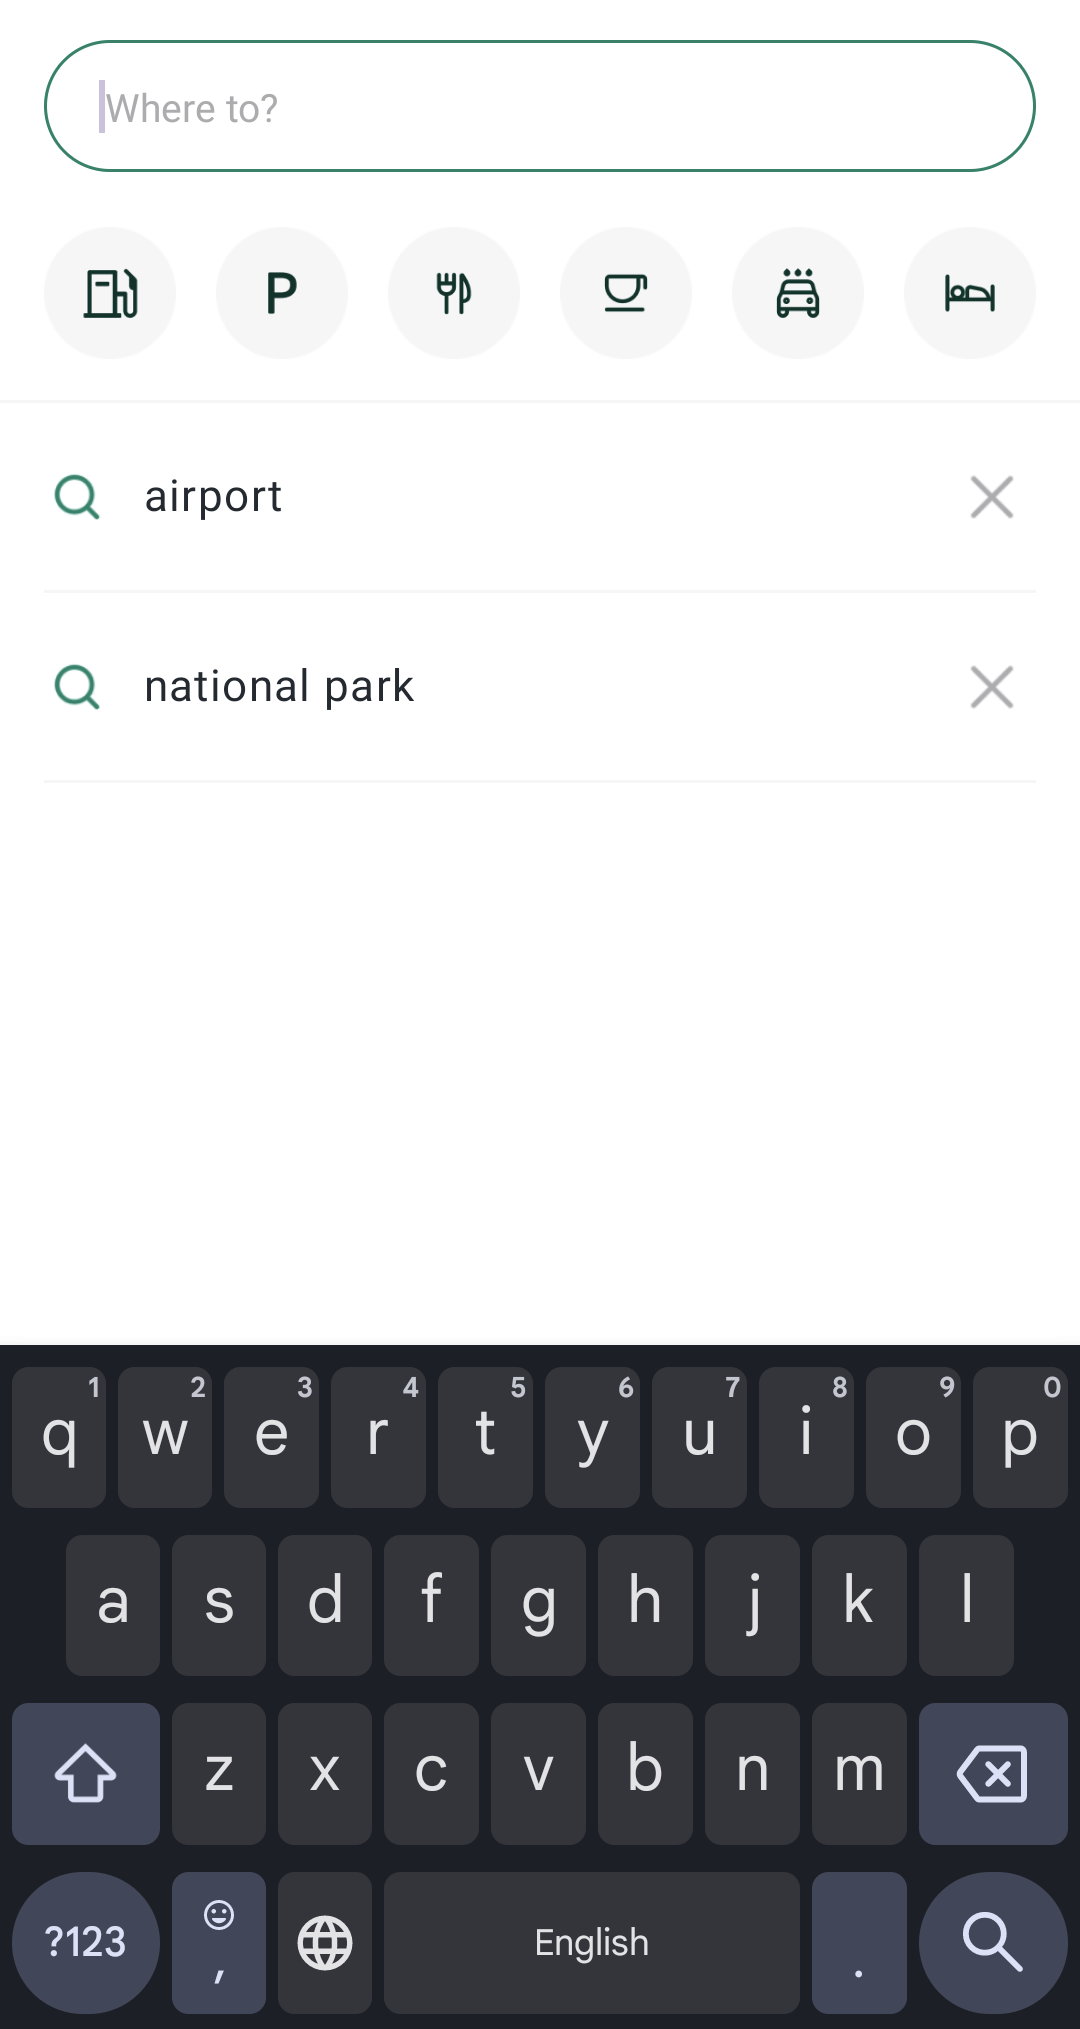 Where to?
P
airport
national park
1 2 3 4 5 6 7 8 9 0
q w e r t y u i o p
a s d f g h j k l
z x c v b n m
?123 , English .